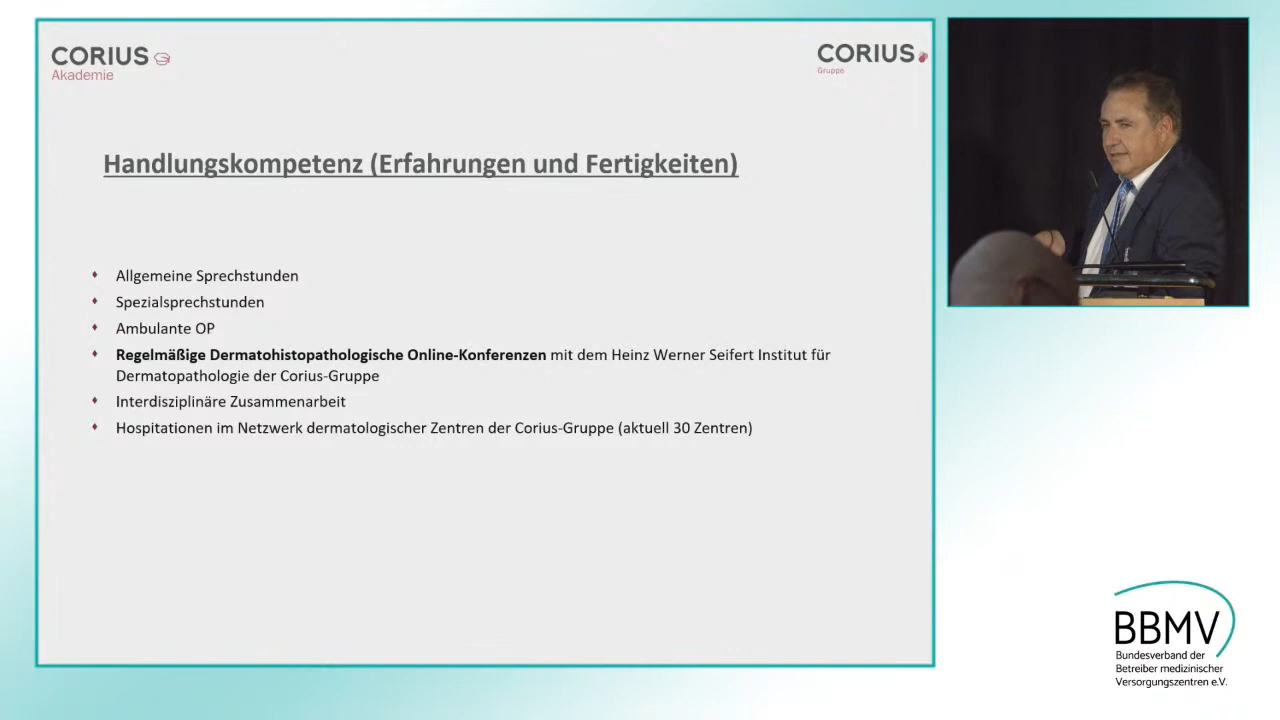 CORIUS
Akademie
CORIUS
Gruppe
Handlungskompetenz (Erfahrungen und Fertigkeiten)
Allgemeine Sprechstunden
Spezialsprechstunden
Ambulante OP
Regelmäßige Dermatohistopathologische Online-Konferenzen mit dem Heinz Werner Seifert Institut für
Dermatopathologie der Corius-Gruppe
Interdisziplinäre Zusammenarbeit
Hospitationen im Netzwerk dermatologischer Zentren der Corius-Gruppe (aktuell 30 Zentren)
BBMV
Bundesverband der
Betreiber medizinischer
Versorgungszentren e.V.